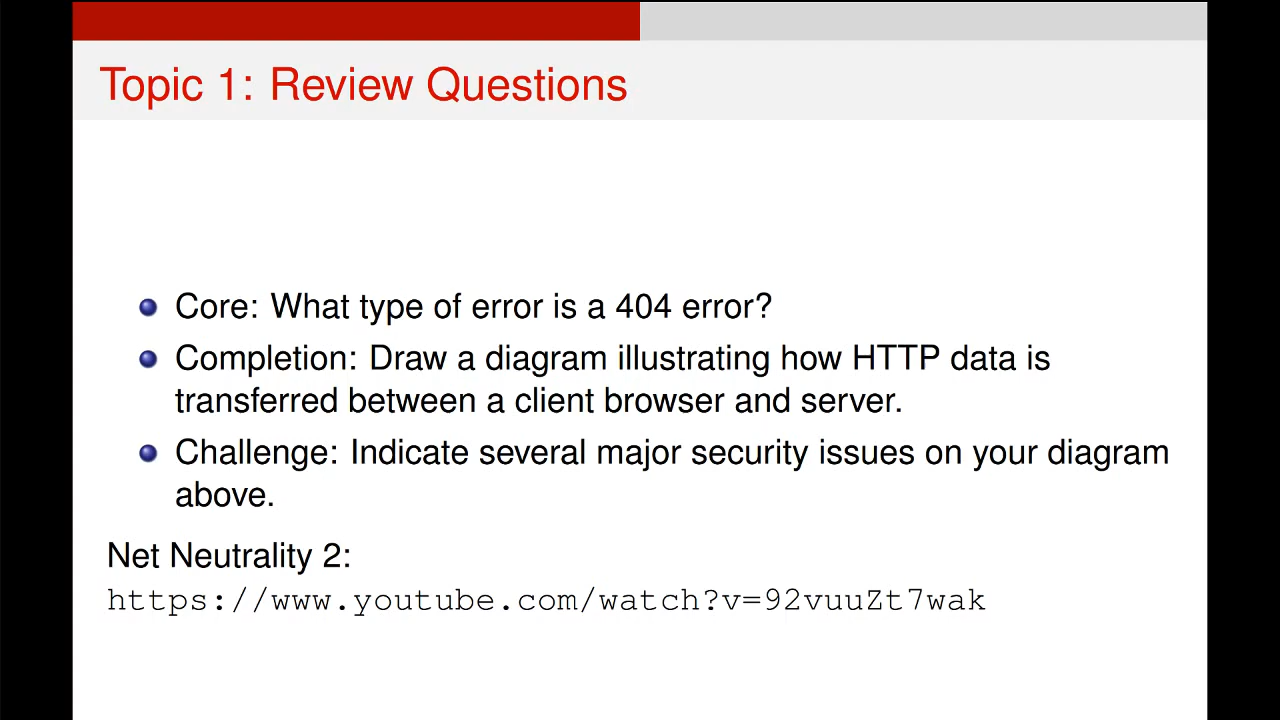 Topic 1: Review Questions
Core: What type of error is a 404 error?
Completion: Draw a diagram illustrating how HTTP data is
transferred between a client browser and server.
Challenge: Indicate several major security issues on your diagram
above.
Net Neutrality 2:
https://www.youtube.com/watch?v=92vuuZt7wak